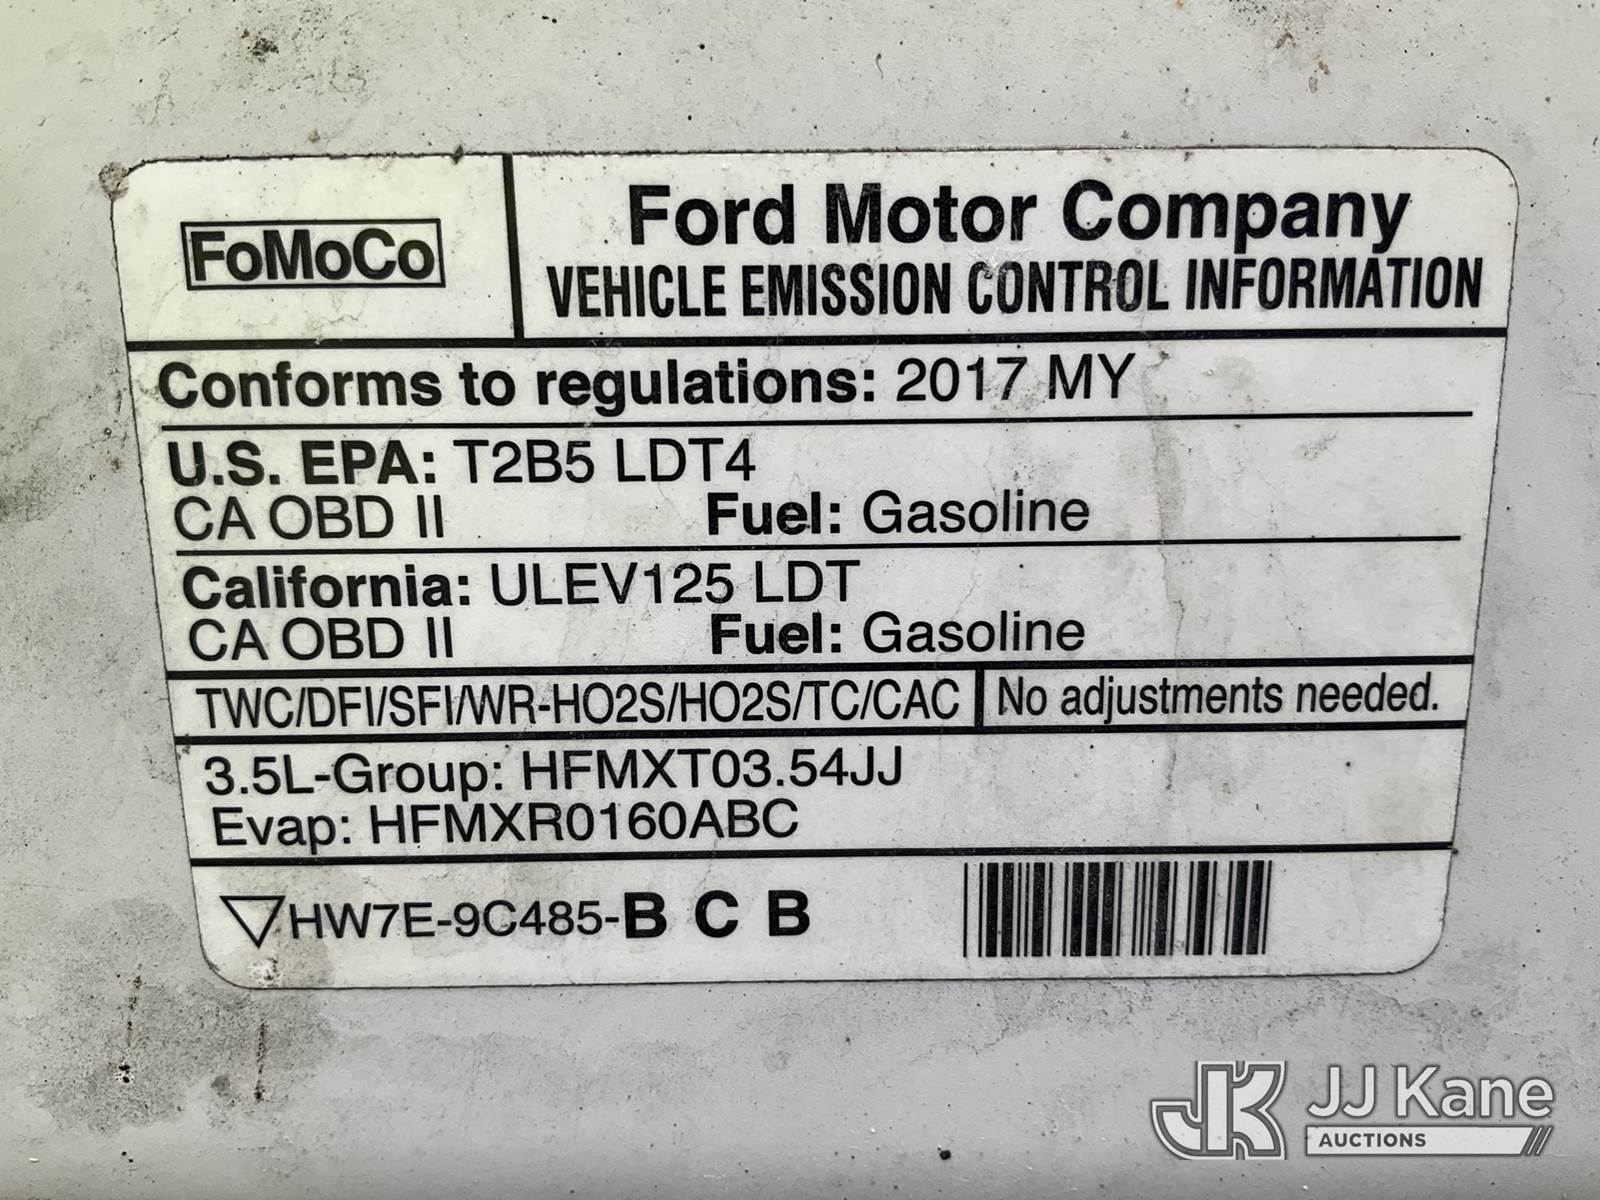 FoMoCo
Ford Motor Company
VEHICLE EMISSION CONTROL INFORMATION
Conforms to regulations: 2017 MY
U.S. EPA: T2B5 LDT4
CA OBD II Fuel: Gasoline
California: ULEV125 LDT
CA OBD II Fuel: Gasoline
TWC/DFI/SFI/WR-HO2S/HO2S/TC/CAC No adjustments needed.
3.5L-Group: HFMXT03.54JJ
Evap: HFMXR0160ABC
HW7E-9C485-B C B
JK JJ Kane
AUCTIONS